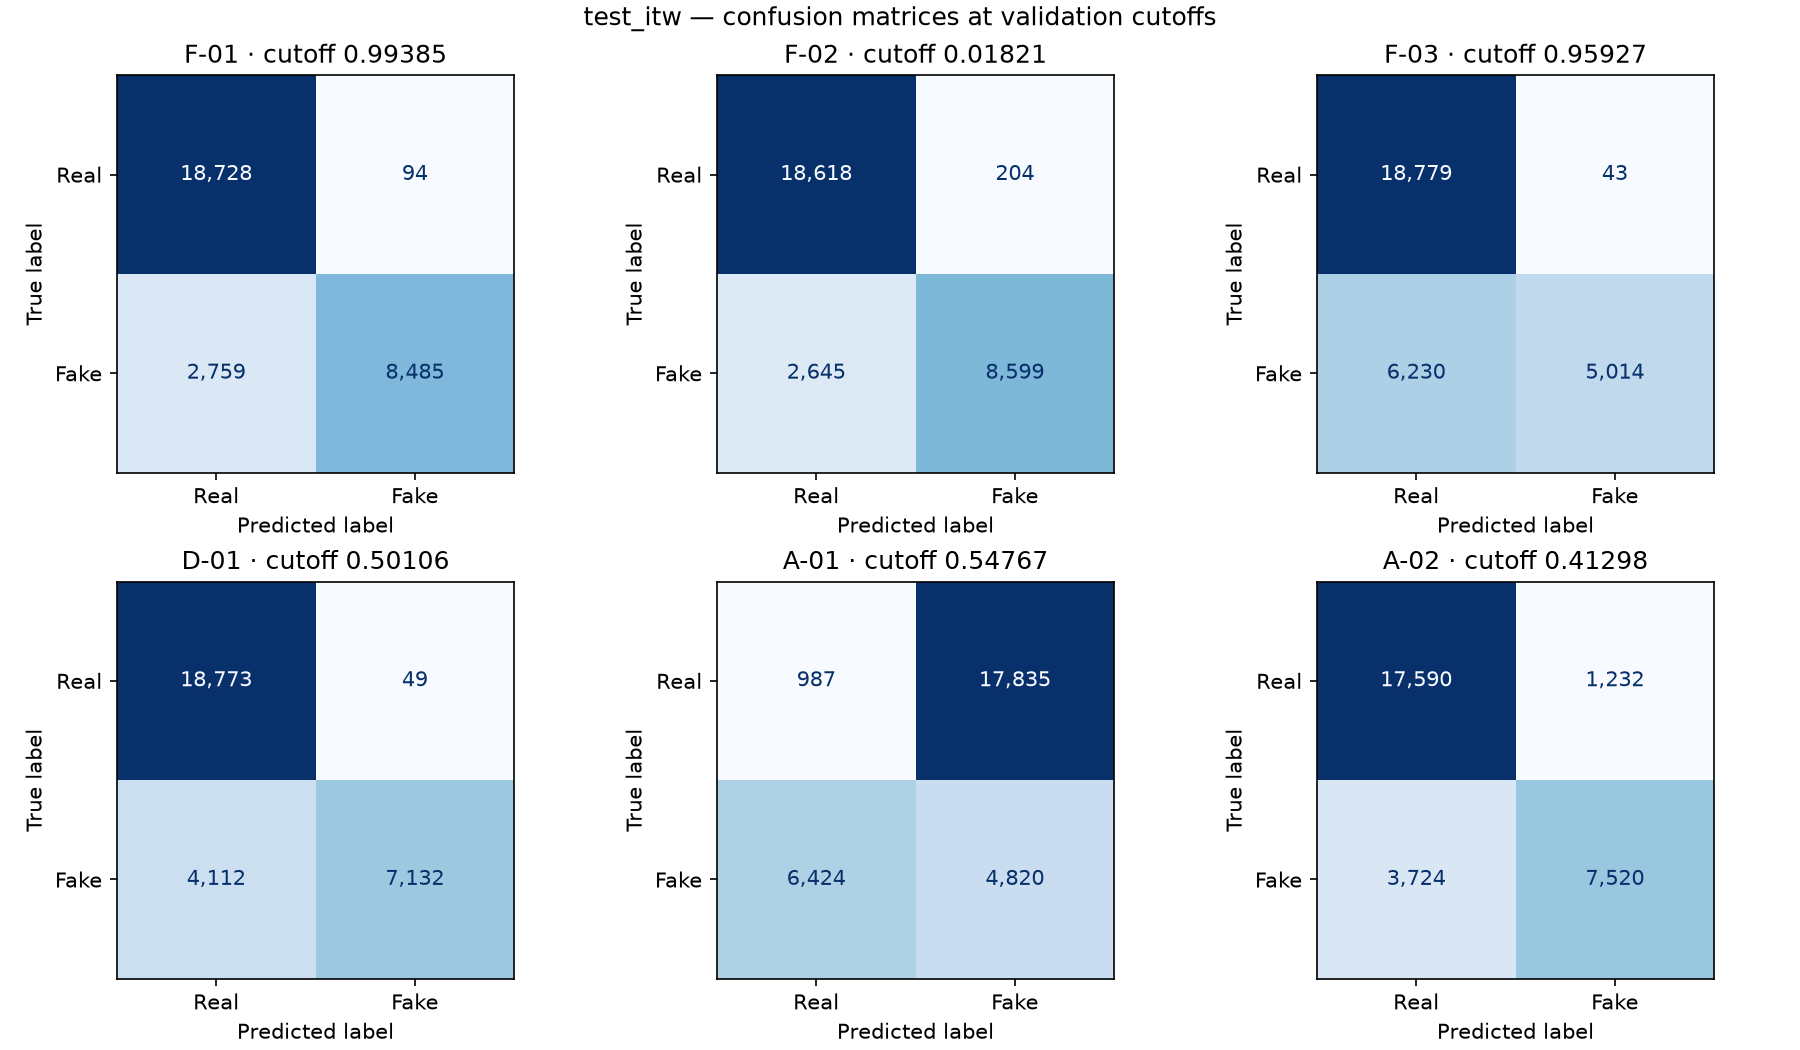 test_itw — confusion matrices at validation cutoffs
F-01 · cutoff 0.99385
True label
Real
18,728
94
Fake
2,759
8,485
Real
Fake
Predicted label
F-02 · cutoff 0.01821
True label
Real
18,618
204
Fake
2,645
8,599
Real
Fake
Predicted label
F-03 · cutoff 0.95927
True label
Real
18,779
43
Fake
6,230
5,014
Real
Fake
Predicted label
D-01 · cutoff 0.50106
True label
Real
18,773
49
Fake
4,112
7,132
Real
Fake
Predicted label
A-01 · cutoff 0.54767
True label
Real
987
17,835
Fake
6,424
4,820
Real
Fake
Predicted label
A-02 · cutoff 0.41298
True label
Real
17,590
1,232
Fake
3,724
7,520
Real
Fake
Predicted label